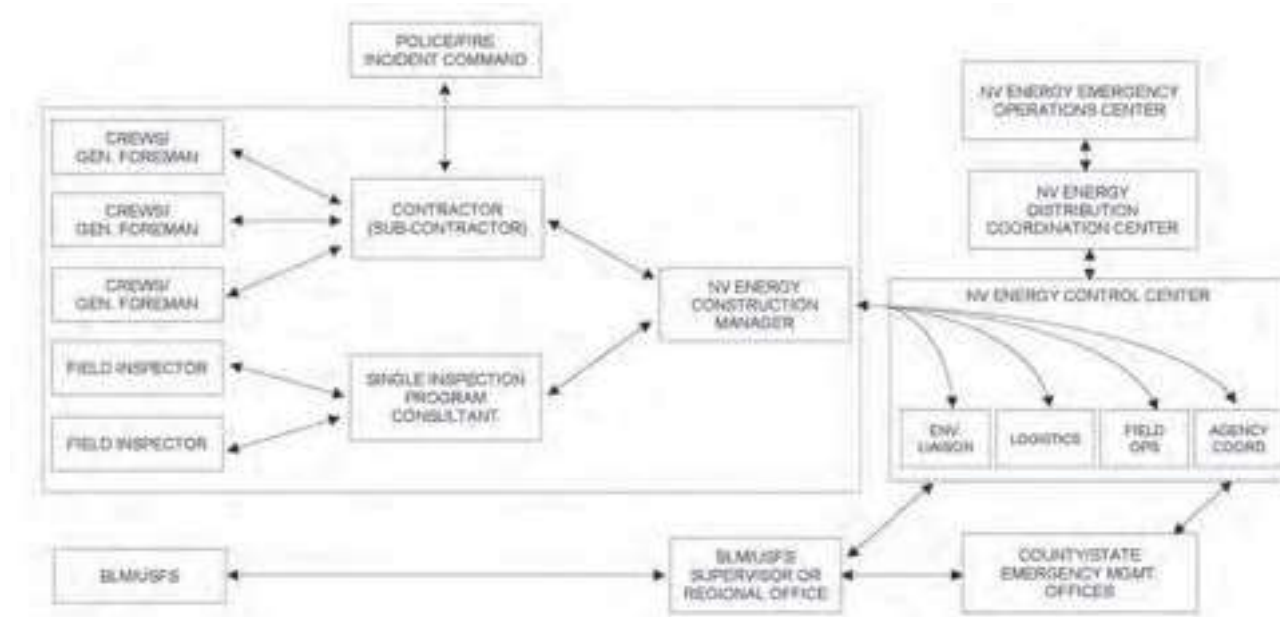 POLICE/FIRE
INCIDENT COMMAND
NV ENERGY EMERGENCY
OPERATIONS CENTER
CREWS/
GEN. FOREMAN
CREWS/
GEN. FOREMAN
CREWS/
GEN. FOREMAN
FIELD INSPECTOR
FIELD INSPECTOR
CONTRACTOR
(SUB-CONTRACTOR)
SINGLE INSPECTION
PROGRAM
CONSULTANT
NV ENERGY
CONSTRUCTION
MANAGER
NV ENERGY
DISTRIBUTION
COORDINATION CENTER
NV ENERGY CONTROL CENTER
ENV.
LIAISON
LOGISTICS
FIELD
OPS
AGENCY
COORD.
BLM/USFS
BLM/USFS
SUPERVISOR OR
REGIONAL OFFICE
COUNTY/STATE
EMERGENCY MGMT.
OFFICES